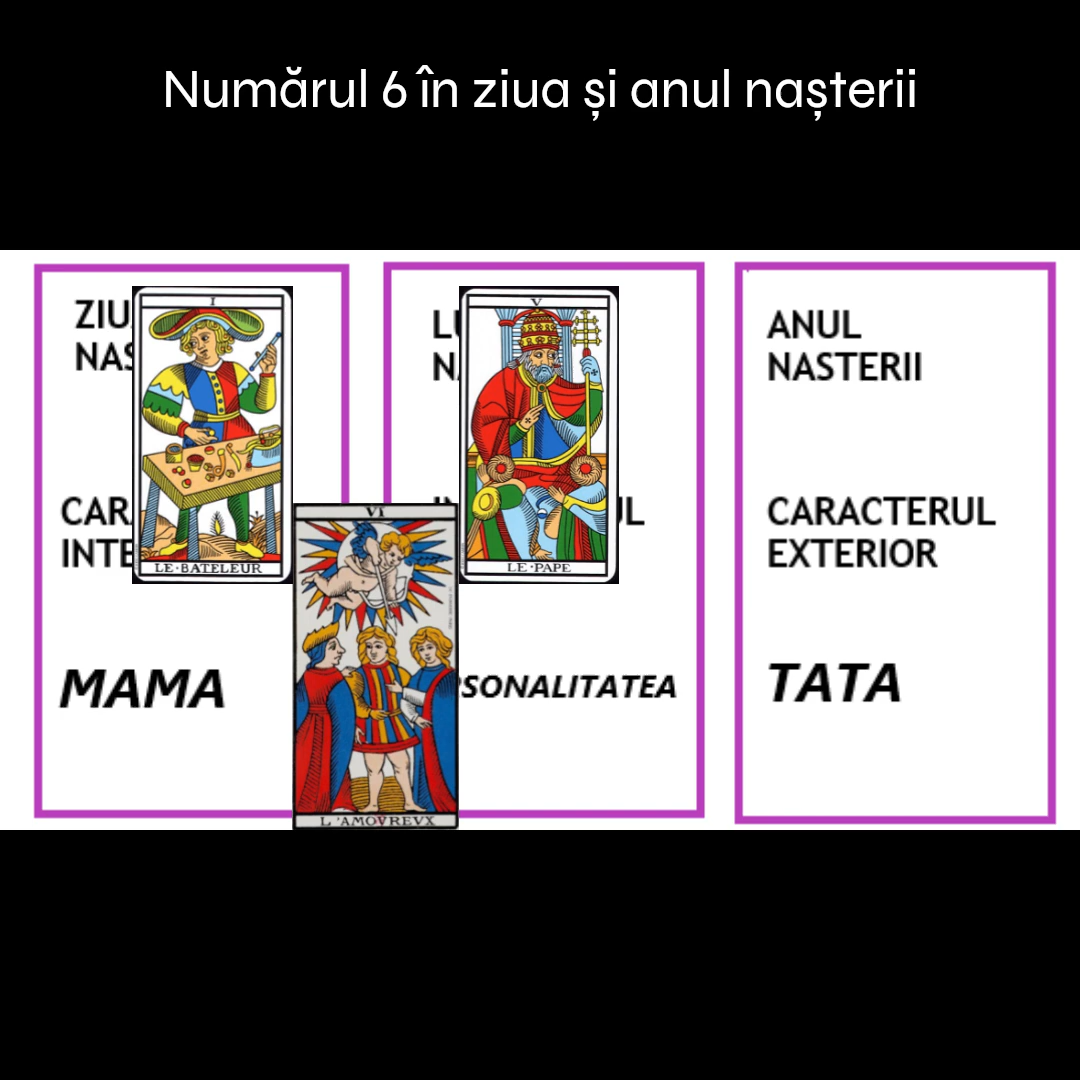 Numărul 6 în ziua și anul nașterii
I
V
ZIU
NAS
ANUL
NASTERII
CAR
INTE
UL
CARACTERUL
EXTERIOR
LE·BATELEUR
VI
LE·PAPE
MAMA
SONALITATEA
TATA
L'AMOVREVX